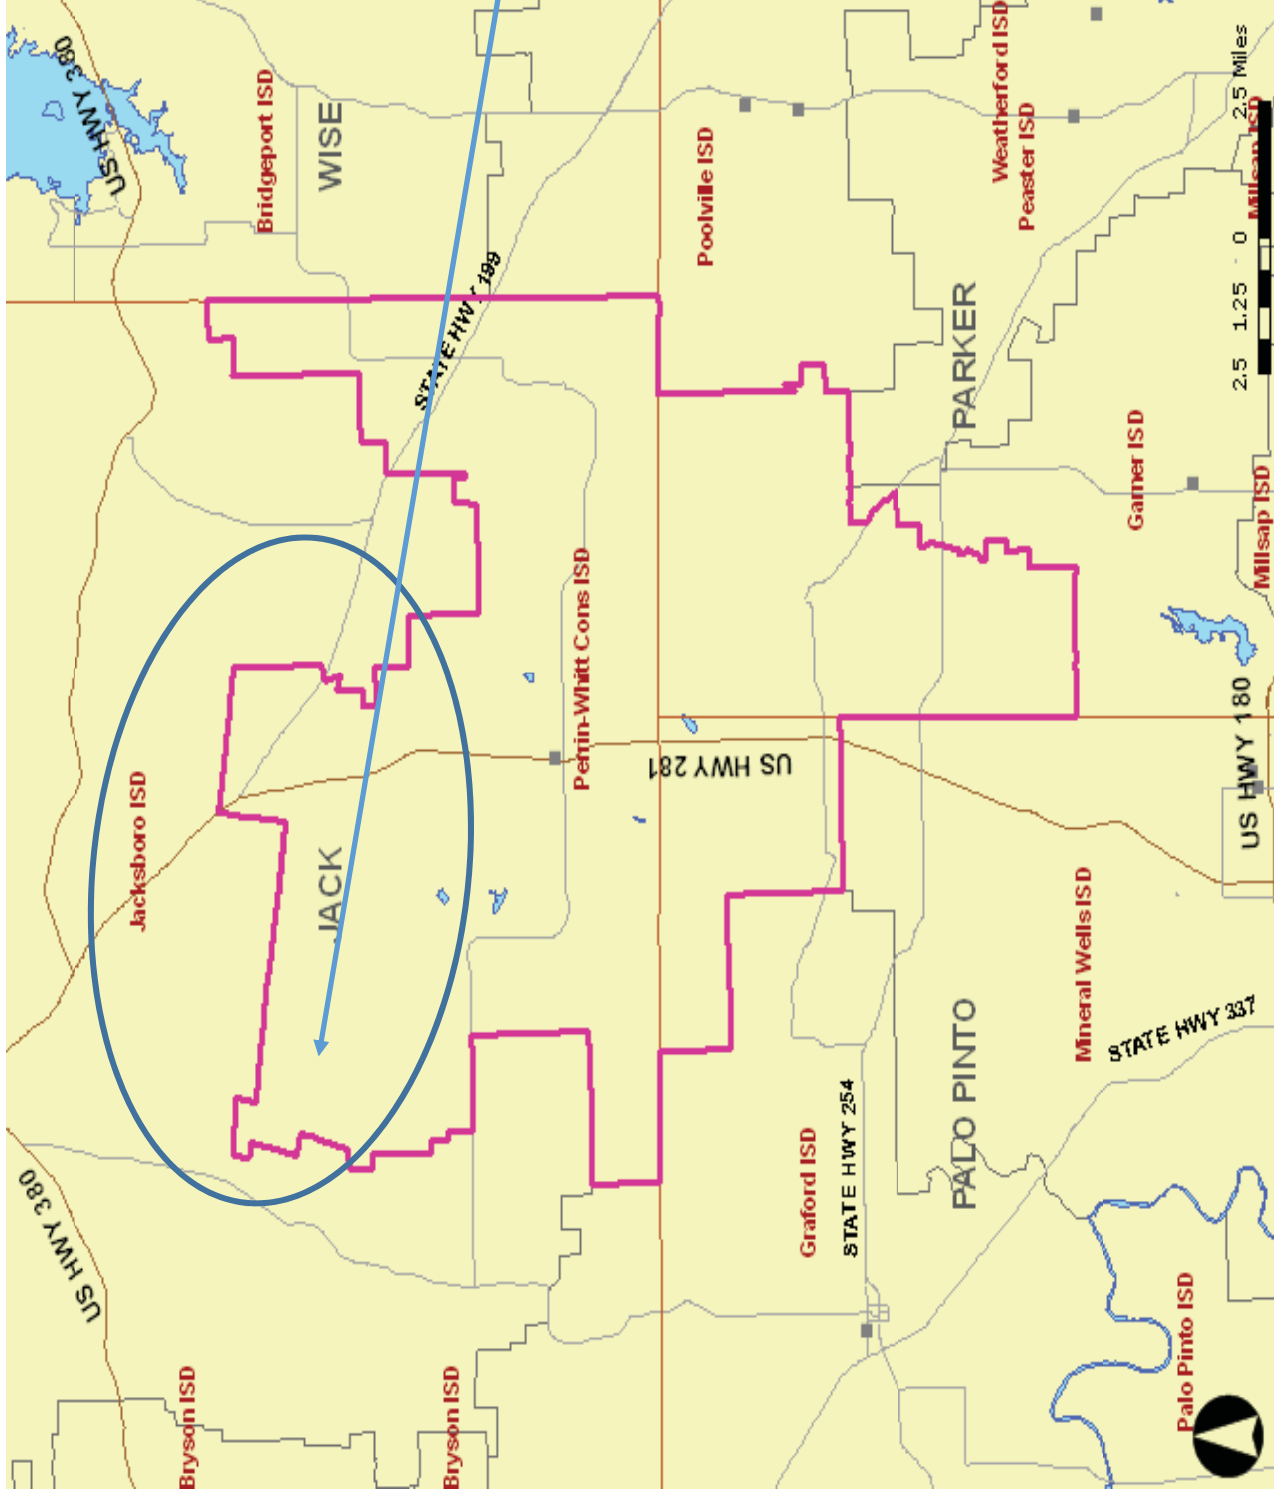 US HWY 380
Bridgeport ISD
WISE
STATE HWY 199
Poolville ISD
Weatherford ISD
Peaster ISD
Millsap ISD
2.5 1.25 0 2.5 Miles
PARKER
Garner ISD
Millsap ISD
Jacksboro ISD
JACK
Perrin-Whitt Cons ISD
US HWY 281
US HWY 180
Mineral Wells ISD
STATE HWY 337
PALO PINTO
Graford ISD
STATE HWY 254
US HWY 380
Bryson ISD
Bryson ISD
Palo Pinto ISD